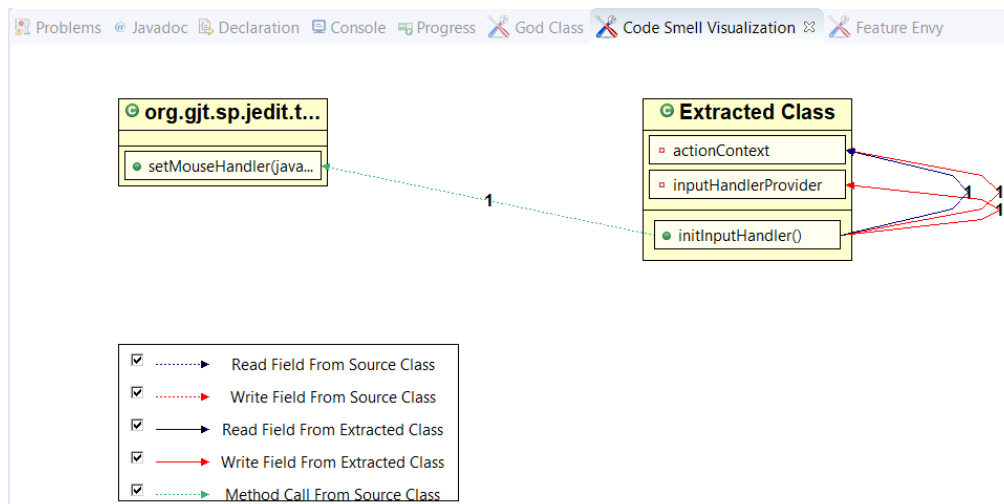 Problems @ Javadoc Declaration Console Progress God Class Code Smell Visualization Feature Envy
org.gjt.sp.jedit.t...
setMouseHandler(java...
Extracted Class
actionContext
inputHandlerProvider
initInputHandler()
1
1
1
1
Read Field From Source Class
Write Field From Source Class
Read Field From Extracted Class
Write Field From Extracted Class
Method Call From Source Class